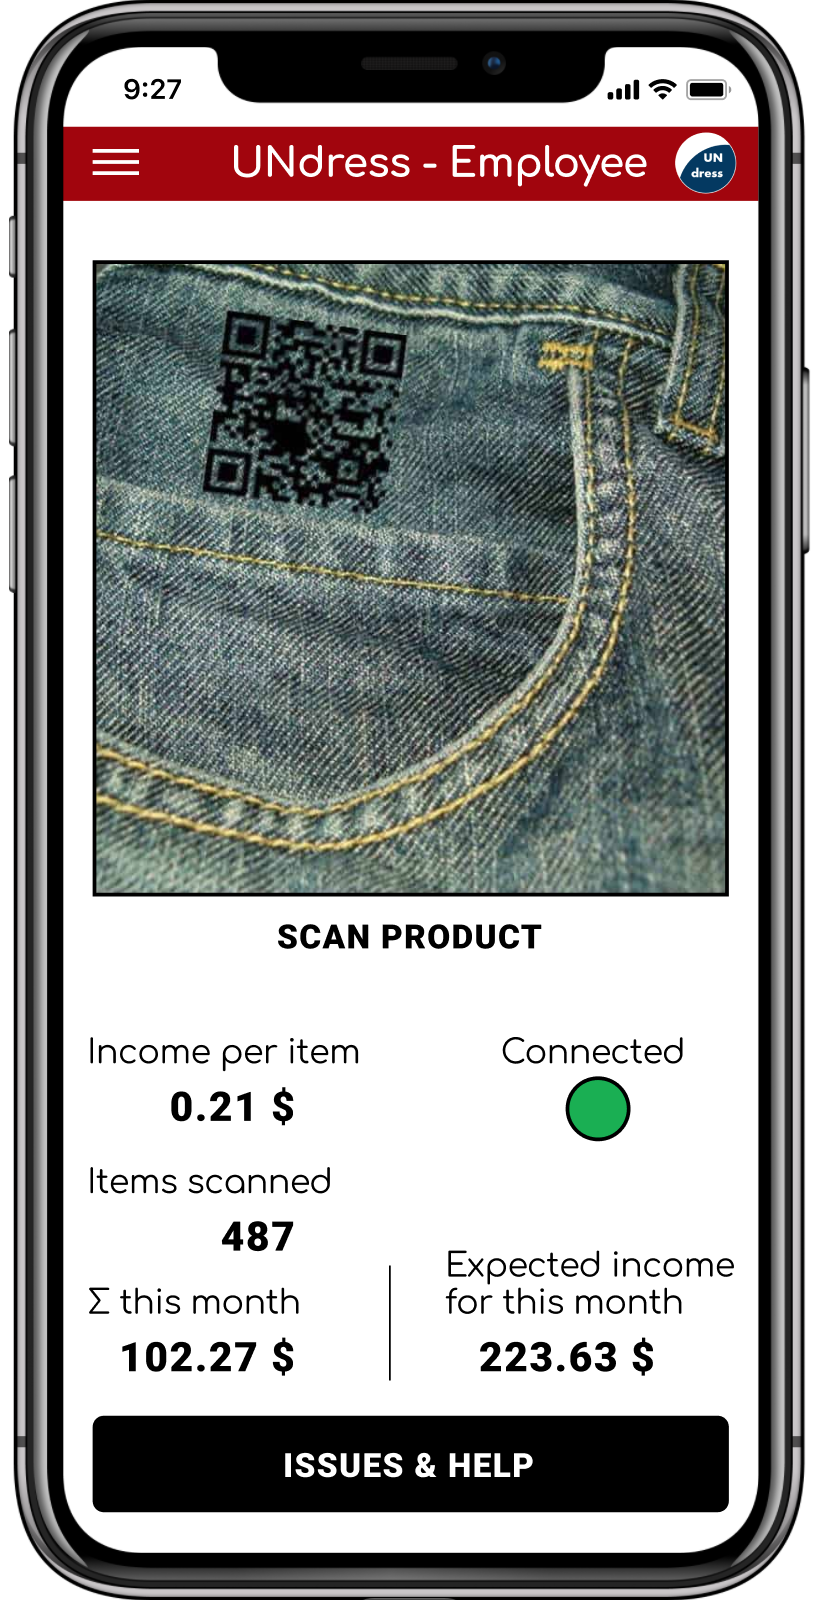 9:27
UNdress - Employee
UN
dress
SCAN PRODUCT
Income per item
0.21 $
Connected
Items scanned
487
Σ this month
102.27 $
Expected income
for this month
223.63 $
ISSUES & HELP